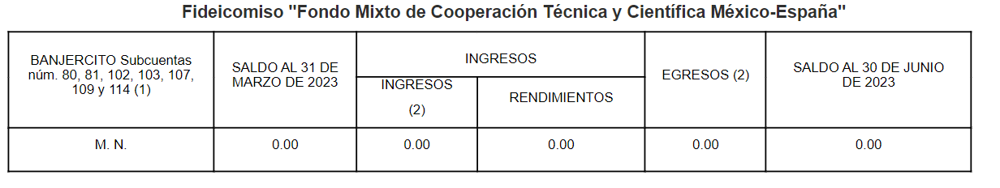 Fideicomiso "Fondo Mixto de Cooperación Técnica y Científica México-España"
BANJERCITO Subcuentas
núm. 80, 81, 102, 103, 107,
109 y 114 (1)
SALDO AL 31 DE
MARZO DE 2023
INGRESOS
INGRESOS
(2)
RENDIMIENTOS
EGRESOS (2)
SALDO AL 30 DE JUNIO
DE 2023
M. N.
0.00
0.00
0.00
0.00
0.00